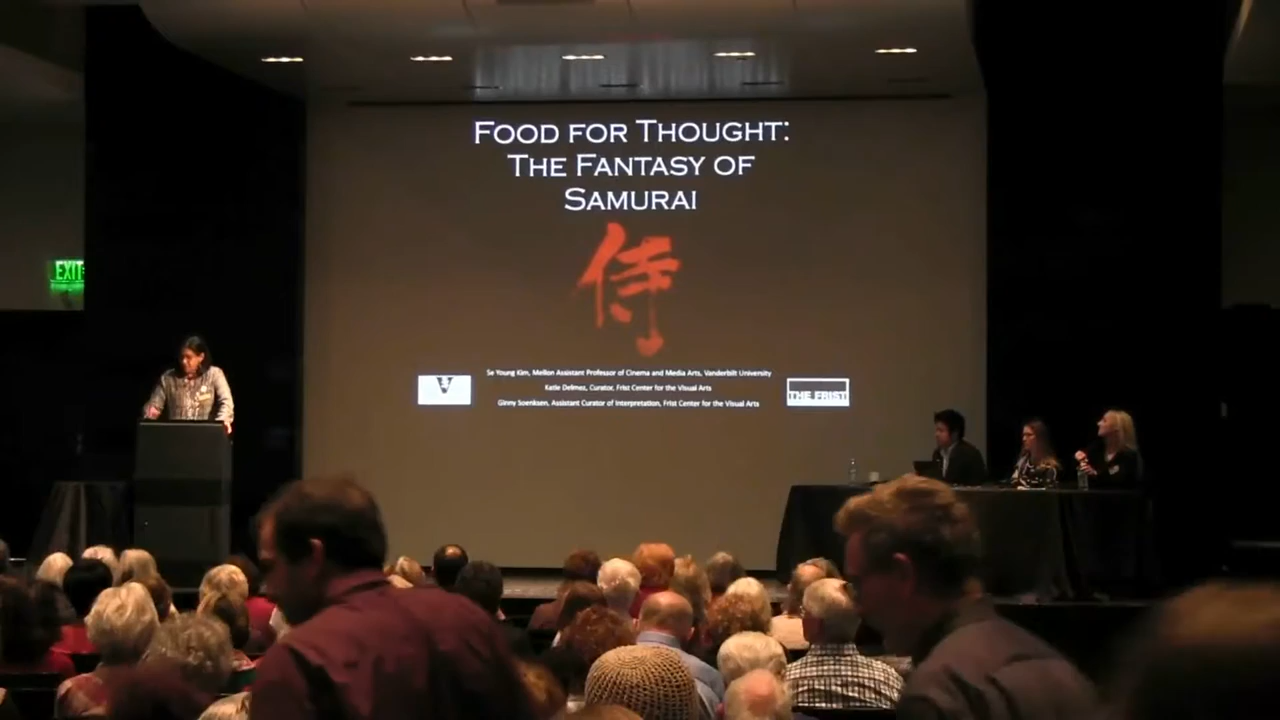 FOOD FOR THOUGHT:
THE FANTASY OF
SAMURAI
侍
Se Young Kim, Mellon Assistant Professor of Cinema and Media Arts, Vanderbilt University
Katie Delmez, Curator, Frist Center for the Visual Arts
Ginny Soenksen, Assistant Curator of Interpretation, Frist Center for the Visual Arts
V
THE FRIST
EXIT